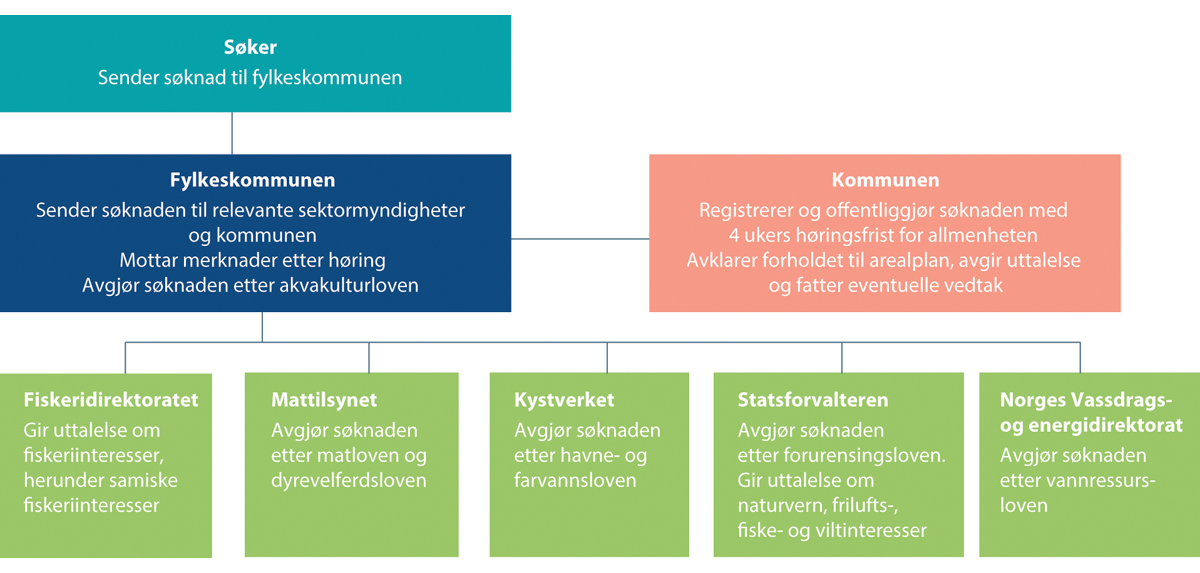 Søker
Sender søknad til fylkeskommunen
Fylkeskommunen
Sender søknaden til relevante sektormyndigheter
og kommunen
Mottar merknader etter høring
Avgjør søknaden etter akvakulturloven
Kommunen
Registrerer og offentliggjør søknaden med
4 ukers høringsfrist for allmenheten
Avklarer forholdet til arealplan, avgir uttalelse
og fatter eventuelle vedtak
Fiskeridirektoratet
Gir uttalelse om
fiskeriinteresser,
herunder samiske
fiskeriinteresser
Mattilsynet
Avgjør søknaden
etter matloven og
dyrevelferdsloven
Kystverket
Avgjør søknaden
etter havne- og
farvannsloven
Statsforvalteren
Avgjør søknaden
etter forurensingsloven.
Gir uttalelse om
naturvern, frilufts-,
fiske- og viltinteresser
Norges Vassdrags-
og energidirektorat
Avgjør søknaden
etter vannressurs-
loven